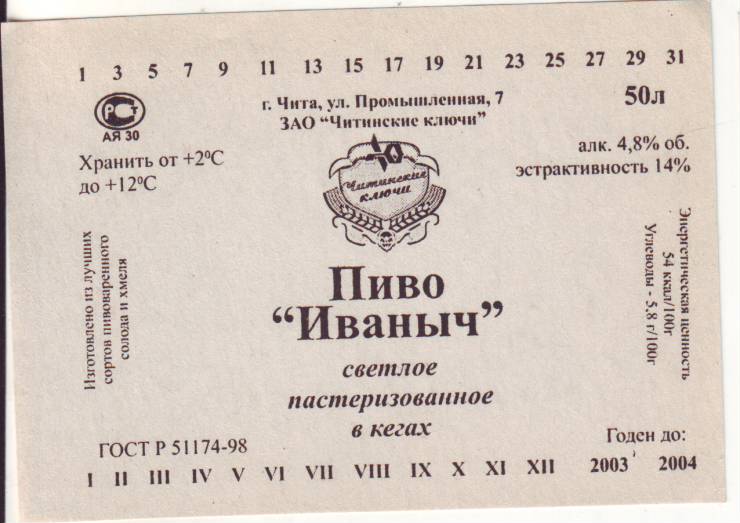 1 3 5 7 9 11 13 15 17 19 21 23 25 27 29 31
РСТ
АЯ 30
г. Чита, ул. Промышленная, 7
ЗАО "Читинские ключи"
50л
Хранить от +2⁰С
до +12⁰С
алк. 4,8% об.
эстрактивность 14%
Читинские
ключи
Изготовлено из лучших
сортов пивоваренного
солода и хмеля
Энергетическая ценность
54 ккал/100г
Углеводы - 5,8 г/100г
Пиво
"Иваныч"
светлое
пастеризованное
в кегах
ГОСТ Р 51174-98
Годен до:
I II III IV V VI VII VIII IX X XI XII 2003 2004